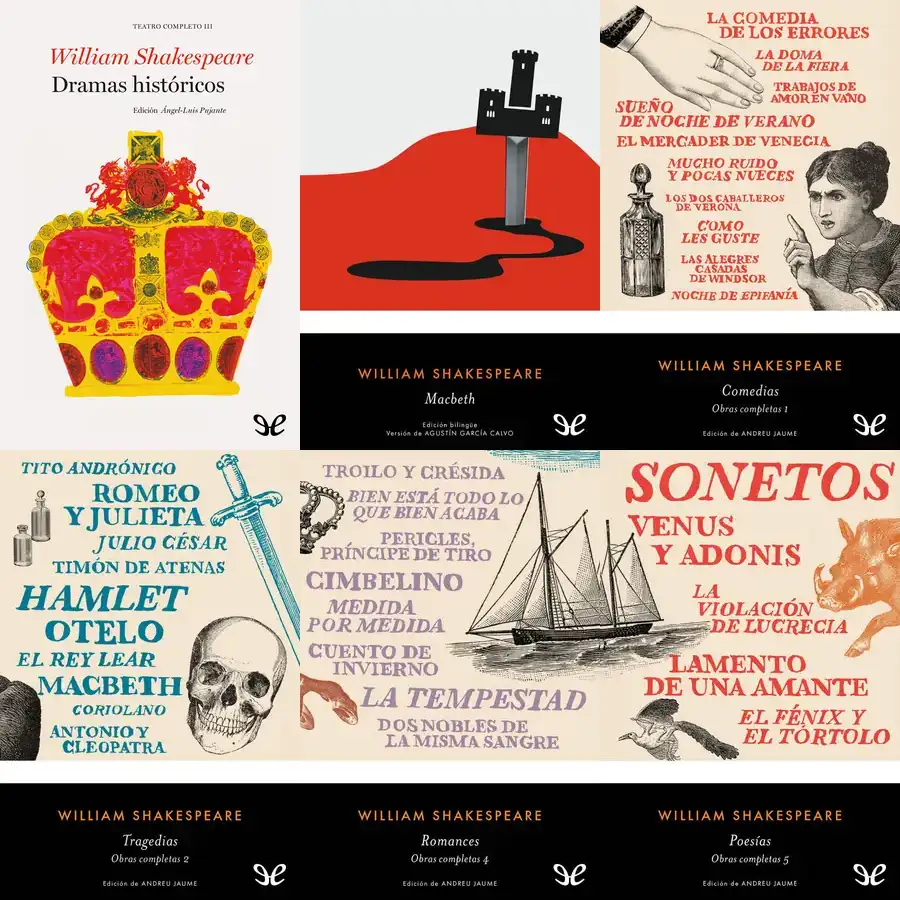 TEATRO COMPLETO III
William Shakespeare
Dramas históricos
Edición Ángel-Luis Pujante
WILLIAM SHAKESPEARE
Macbeth
Edición bilingüe
Versión de AGUSTÍN GARCÍA CALVO
LA COMEDIA
DE LOS ERRORES
LA DOMA
DE LA FIERA
TRABAJOS DE
AMOR EN VANO
SUEÑO
DE NOCHE DE VERANO
EL MERCADER DE VENECIA
MUCHO RUIDO
Y POCAS NUECES
LOS DOS CABALLEROS
DE VERONA
COMO
LES GUSTE
LAS ALEGRES
CASADAS
DE WINDSOR
NOCHE DE EPIFANÍA
WILLIAM SHAKESPEARE
Comedias
Obras completas 1
Edición de ANDREU JAUME
TITO ANDRÓNICO
ROMEO
Y JULIETA
JULIO CÉSAR
TIMÓN DE ATENAS
HAMLET
OTELO
EL REY LEAR
MACBETH
CORIOLANO
ANTONIO Y
CLEOPATRA
WILLIAM SHAKESPEARE
Tragedias
Obras completas 2
Edición de ANDREU JAUME
TROILO Y CRÉSIDA
BIEN ESTÁ TODO LO
QUE BIEN ACABA
PERICLES,
PRÍNCIPE DE TIRO
CIMBELINO
MEDIDA
POR MEDIDA
CUENTO DE
INVIERNO
LA TEMPESTAD
DOS NOBLES DE
LA MISMA SANGRE
WILLIAM SHAKESPEARE
Romances
Obras completas 4
Edición de ANDREU JAUME
SONETOS
VENUS
Y ADONIS
LA
VIOLACIÓN
DE LUCRECIA
LAMENTO
DE UNA AMANTE
EL FÉNIX Y
EL TÓRTOLO
WILLIAM SHAKESPEARE
Poesías
Obras completas 5
Edición de ANDREU JAUME